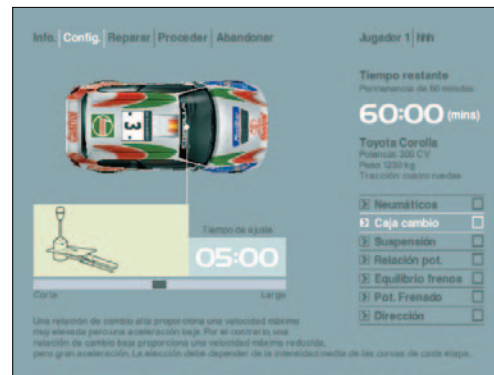 Info. Config. Reparar Proceder Abandonar
Jugador 1 hhh
Tiempo restante
Permanencia de 60 minutos
60:00 (mins)
Toyota Corolla
Potencia: 300 CV
Peso: 1230 kg
Tracción: cuatro ruedas
Neumáticos
Caja cambio
Suspensión
Relación pot.
Equilibrio frenos
Pot. Frenado
Dirección
3
Tiempo de ajuste
05:00
Corta
Larga
Una relación de cambio alta proporciona una velocidad máxima
muy elevada pero una aceleración baja. Por el contrario una
relación de cambio baja proporciona una velocidad máxima reducida,
pero gran aceleración. La elección debe depender de la intensidad media de las curvas de cada etapa.